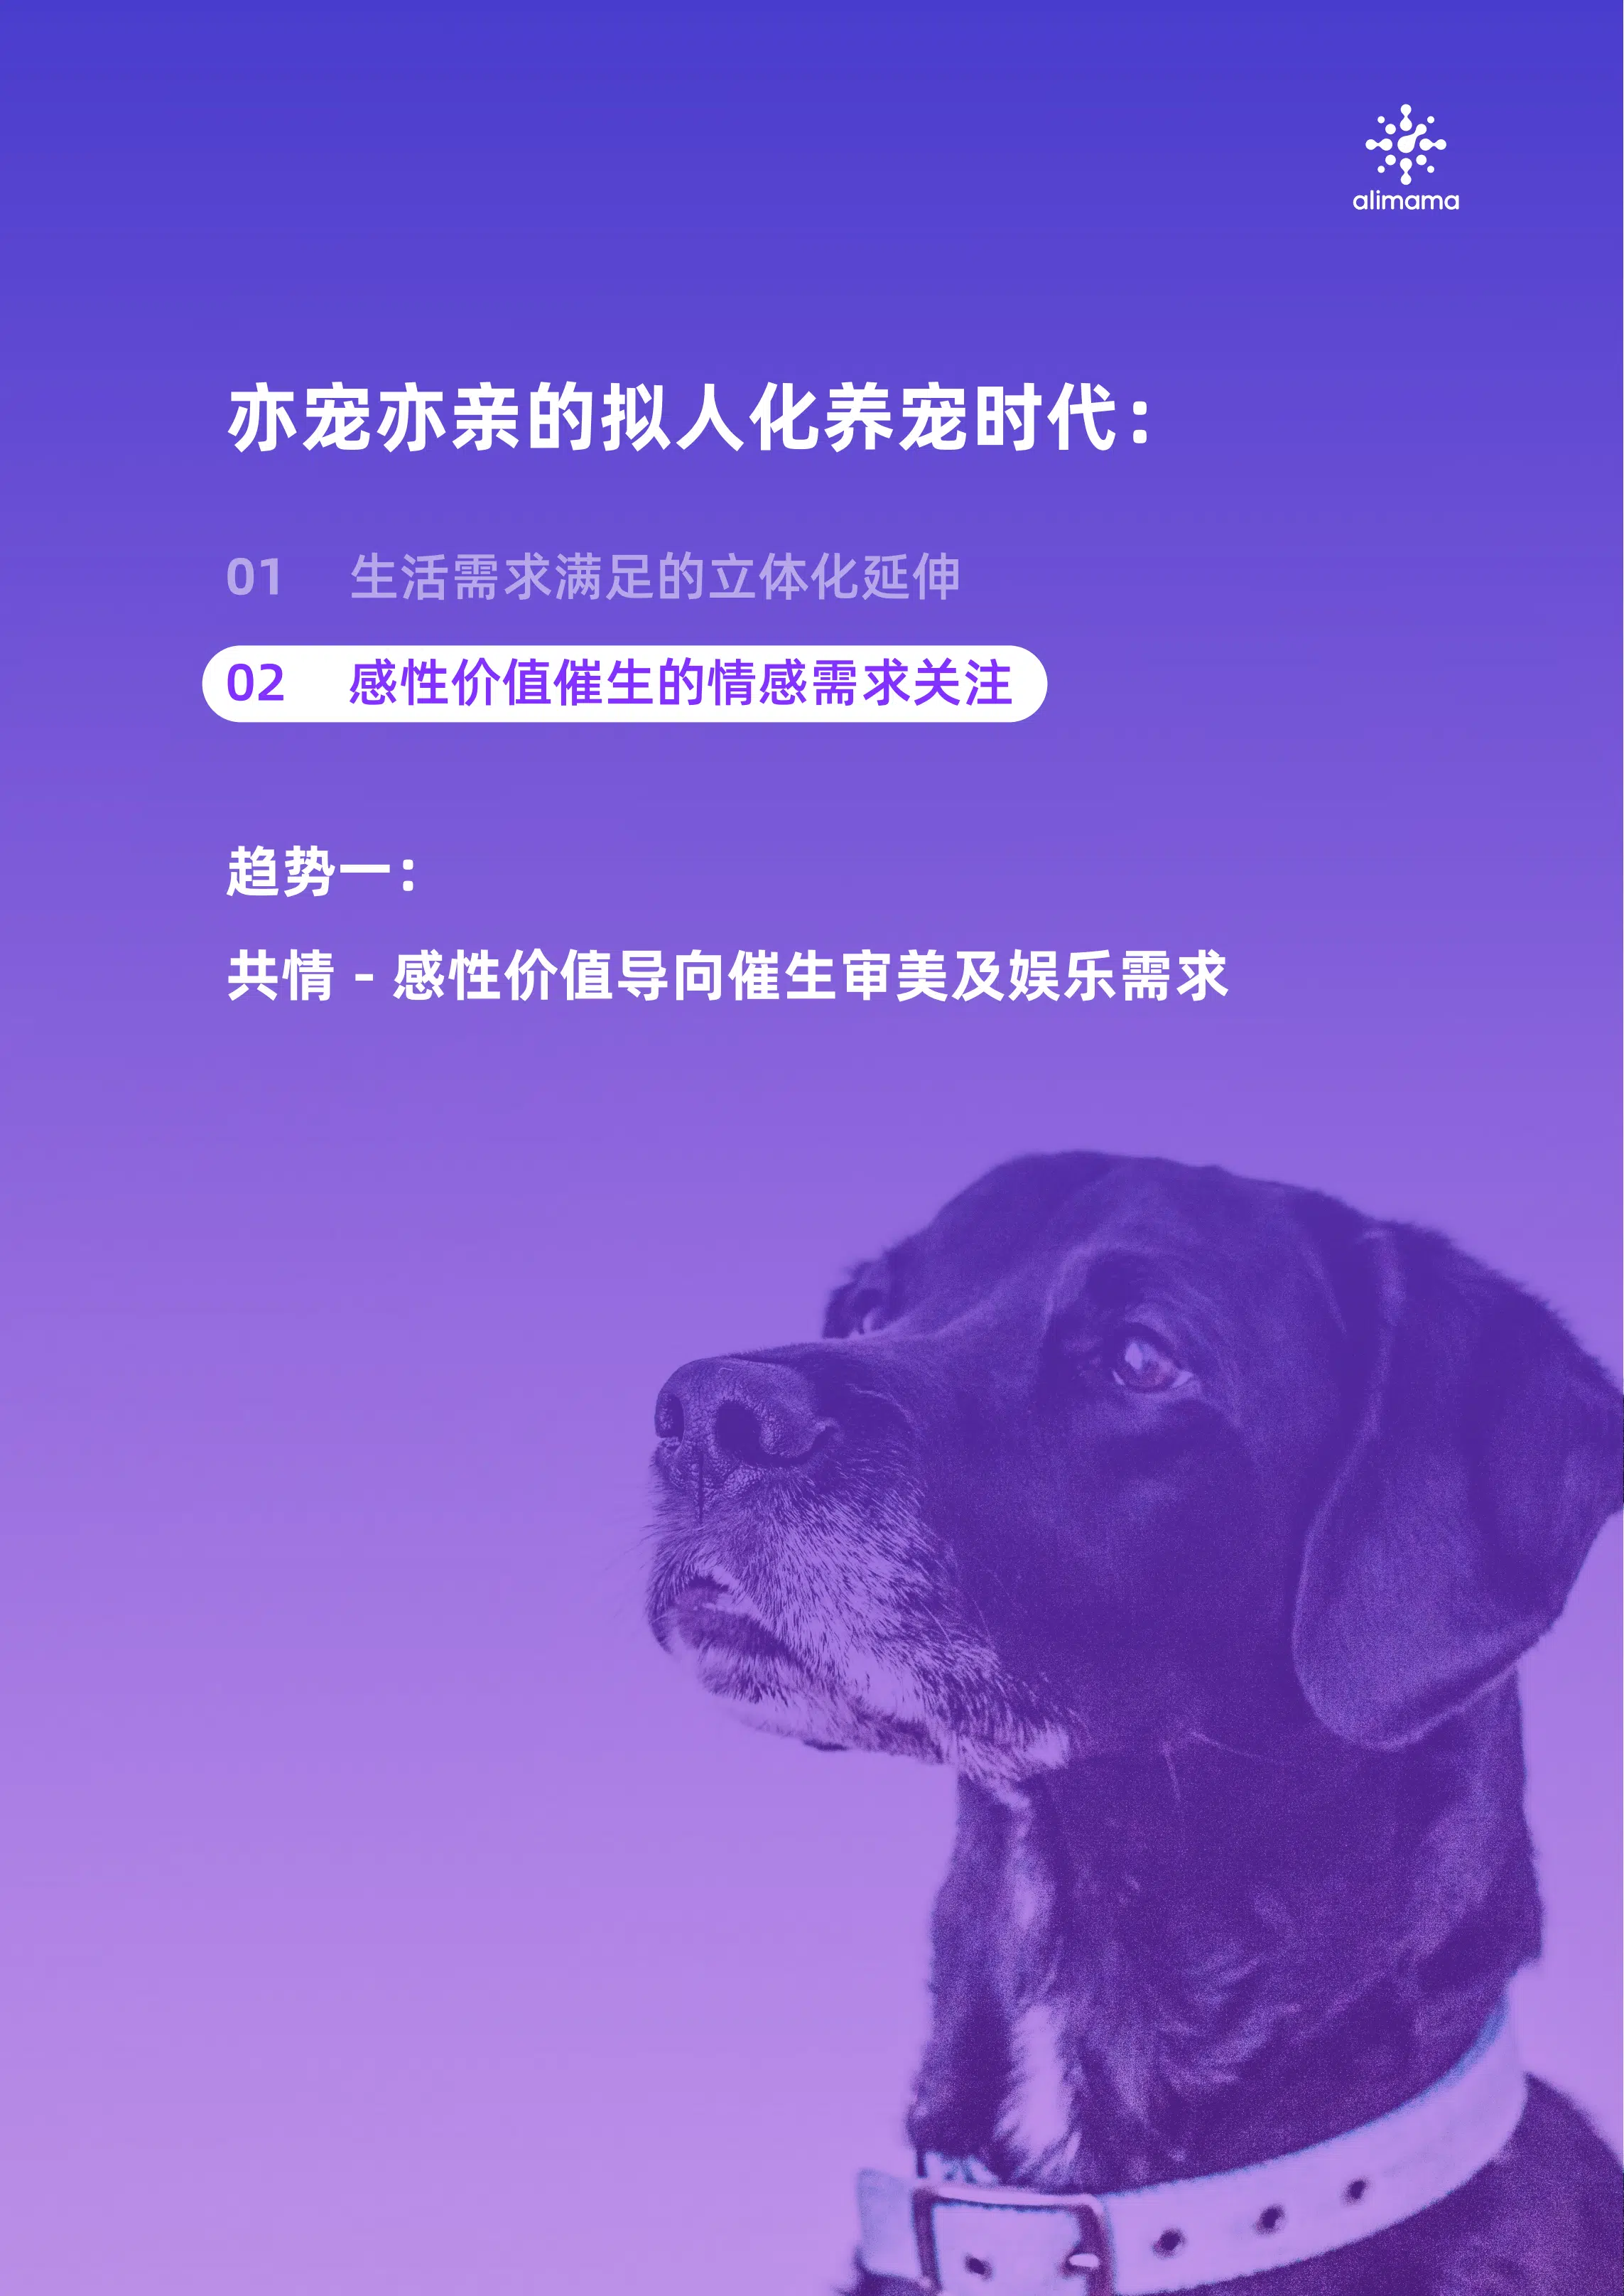 alimama
亦宠亦亲的拟人化养宠时代：
01 生活需求满足的立体化延伸
02 感性价值催生的情感需求关注
趋势一：
共情 - 感性价值导向催生审美及娱乐需求